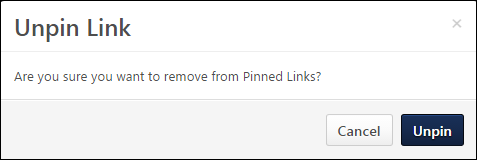 Unpin Link ×
Are you sure you want to remove from Pinned Links?
Cancel Unpin